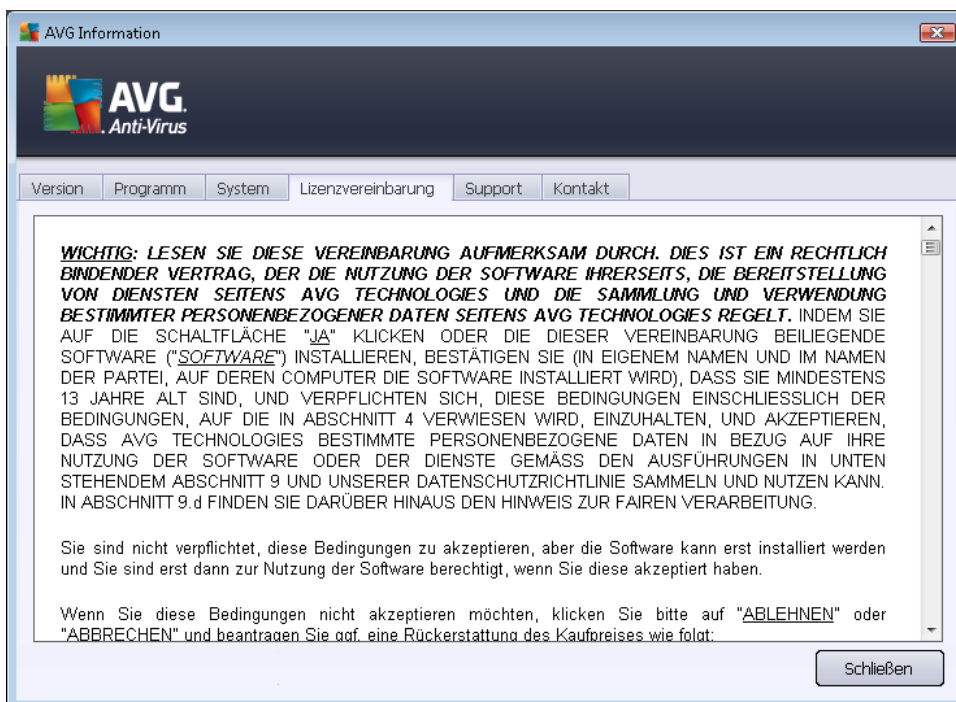 AVG Information
AVG.
Anti-Virus
Version Programm System Lizenzvereinbarung Support Kontakt
WICHTIG: LESEN SIE DIESE VEREINBARUNG AUFMERKSAM DURCH. DIES IST EIN RECHTLICH
BINDENDER VERTRAG, DER DIE NUTZUNG DER SOFTWARE IHRERSEITS, DIE BEREITSTELLUNG
VON DIENSTEN SEITENS AVG TECHNOLOGIES UND DIE SAMMLUNG UND VERWENDUNG
BESTIMMTER PERSONENBEZOGENER DATEN SEITENS AVG TECHNOLOGIES REGELT. INDEM SIE
AUF DIE SCHALTFLÄCHE "JA" KLICKEN ODER DIE DIESER VEREINBARUNG BEILIEGENDE
SOFTWARE ("SOFTWARE") INSTALLIEREN, BESTÄTIGEN SIE (IN EIGENEM NAMEN UND IM NAMEN
DER PARTEI, AUF DEREN COMPUTER DIE SOFTWARE INSTALLIERT WIRD), DASS SIE MINDESTENS
13 JAHRE ALT SIND, UND VERPFLICHTEN SICH, DIESE BEDINGUNGEN EINSCHLIESSLICH DER
BEDINGUNGEN, AUF DIE IN ABSCHNITT 4 VERWIESEN WIRD, EINZUHALTEN, UND AKZEPTIEREN,
DASS AVG TECHNOLOGIES BESTIMMTE PERSONENBEZOGENE DATEN IN BEZUG AUF IHRE
NUTZUNG DER SOFTWARE ODER DER DIENSTE GEMÄSS DEN AUSFÜHRUNGEN IN UNTEN
STEHENDEM ABSCHNITT 9 UND UNSERER DATENSCHUTZRICHTLINIE SAMMELN UND NUTZEN KANN.
IN ABSCHNITT 9.d FINDEN SIE DARÜBER HINAUS DEN HINWEIS ZUR FAIREN VERARBEITUNG.
Sie sind nicht verpflichtet, diese Bedingungen zu akzeptieren, aber die Software kann erst installiert werden
und Sie sind erst dann zur Nutzung der Software berechtigt, wenn Sie diese akzeptiert haben.
Wenn Sie diese Bedingungen nicht akzeptieren möchten, klicken Sie bitte auf "ABLEHNEN" oder
"ABBRECHEN" und beantragen Sie ggf. eine Rückerstattung des Kaufpreises wie folgt:
Schließen